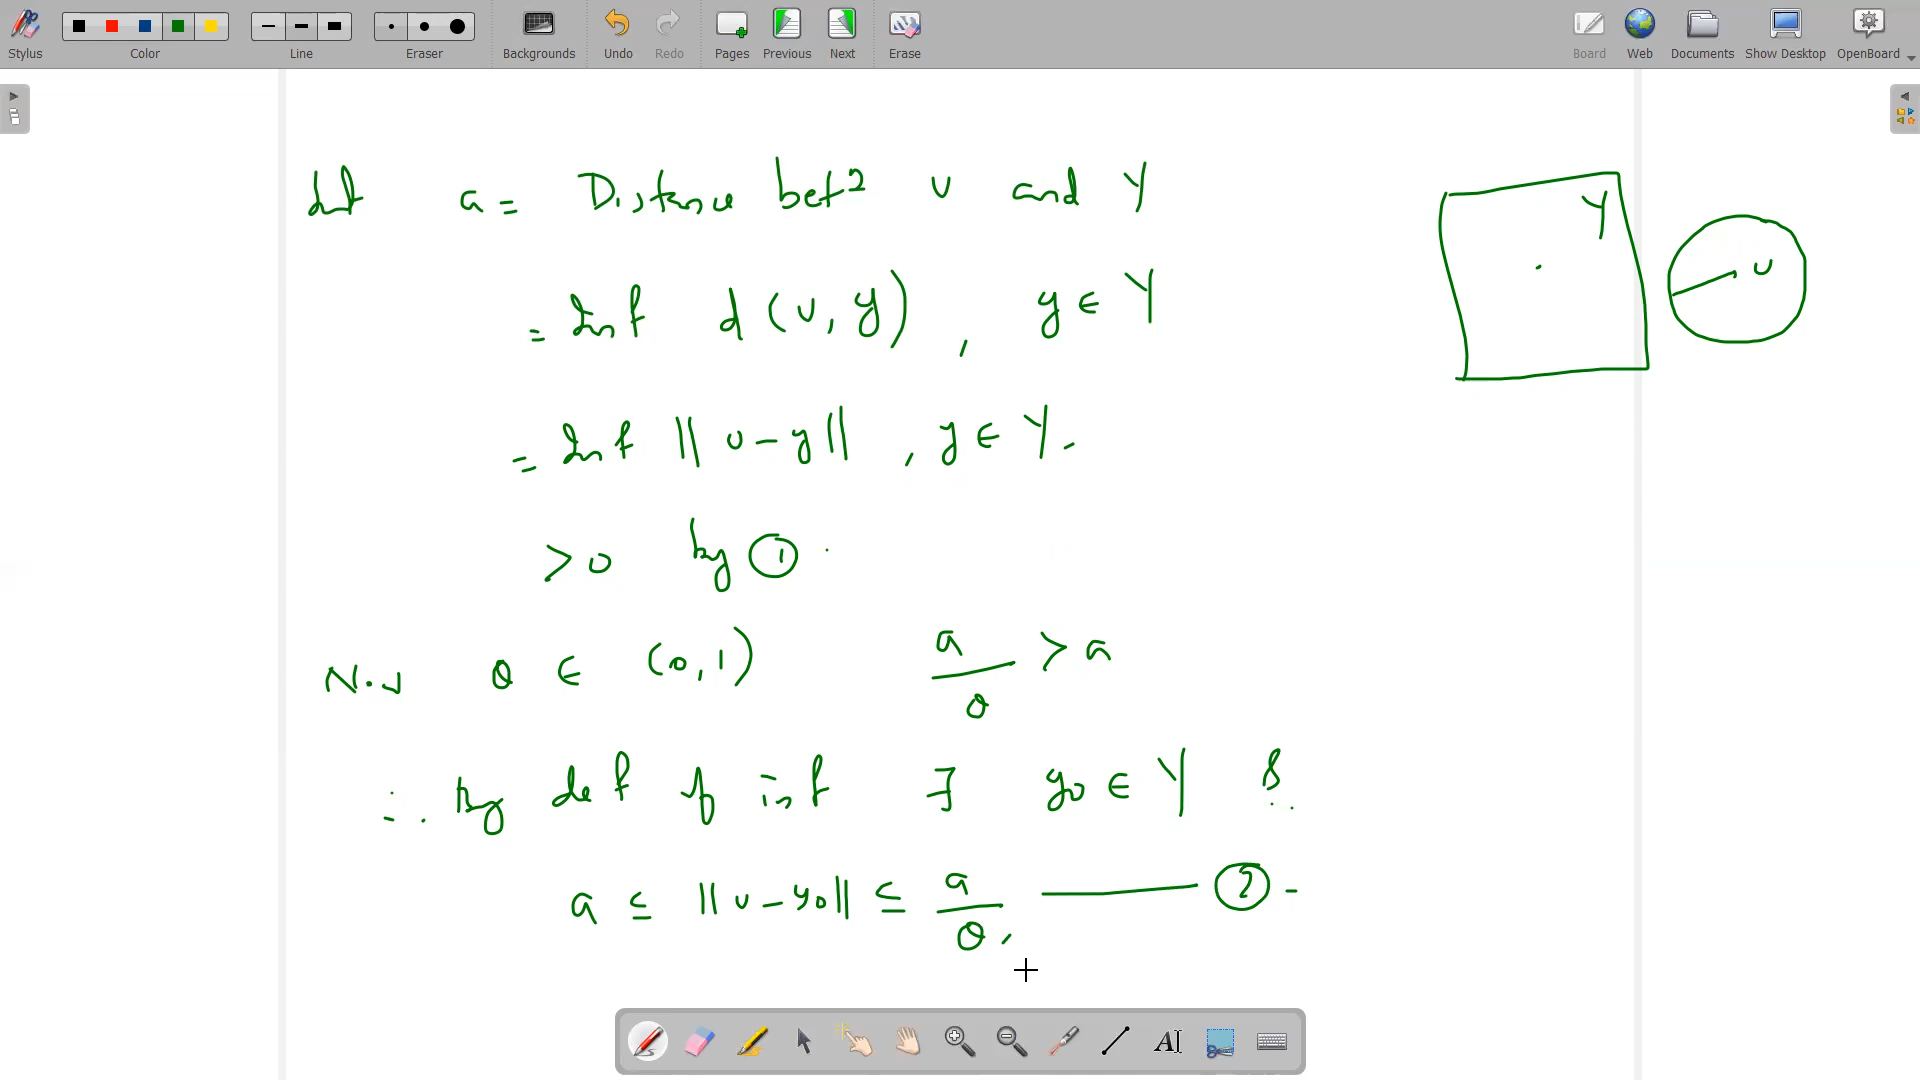 Stylus Color Line Eraser Backgrounds Undo Redo Pages Previous Next Erase Board Web Documents Show Desktop OpenBoard
Let a = Distance betn v and Y
= Inf d(v, y) , y ∈ Y
= Inf ||v - y|| , y ∈ Y.
> 0 by ①.
Now θ ∈ (0, 1) a/θ > a
∴ By def of inf ∃ y0 ∈ Y s.
a ≤ ||v - y0|| ≤ a/θ, ——— ② -
Y
v